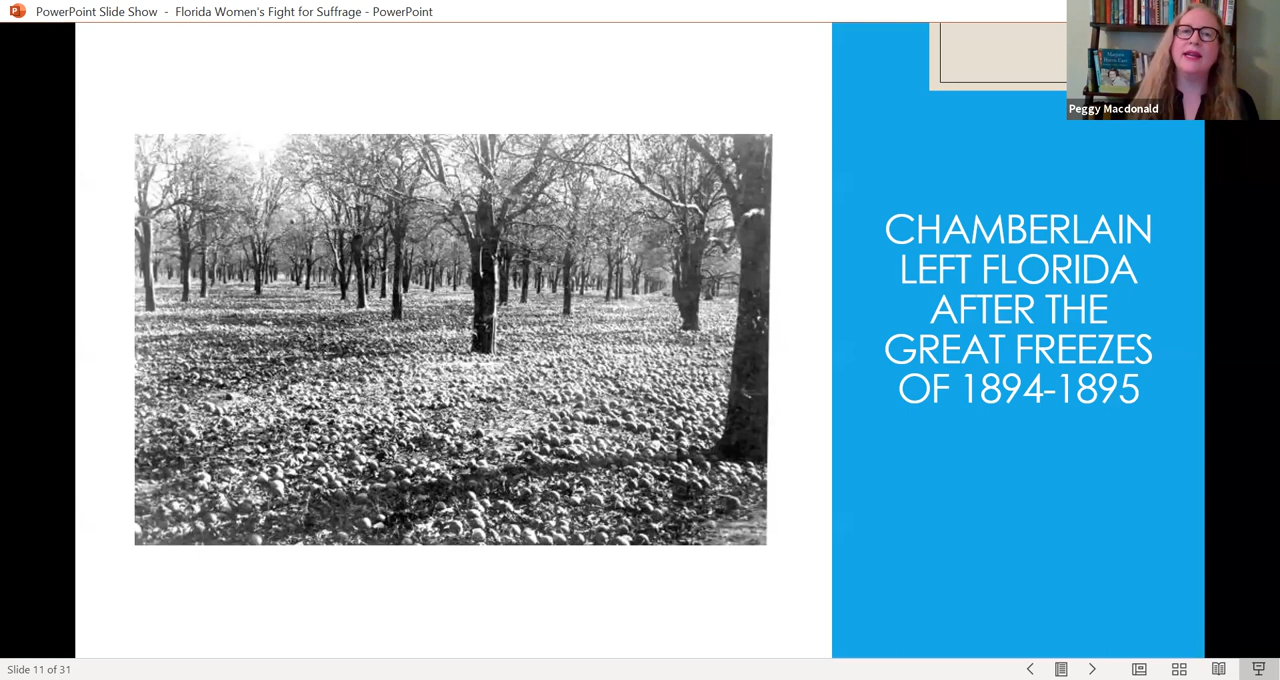 PowerPoint Slide Show - Florida Women's Fight for Suffrage - PowerPoint
Peggy Macdonald
CHAMBERLAIN
LEFT FLORIDA
AFTER THE
GREAT FREEZES
OF 1894-1895
Slide 11 of 31